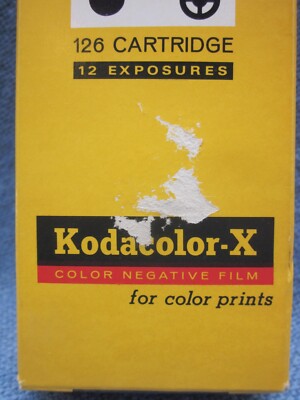 126 CARTRIDGE
12 EXPOSURES
Kodacolor-X
COLOR NEGATIVE FILM
for color prints